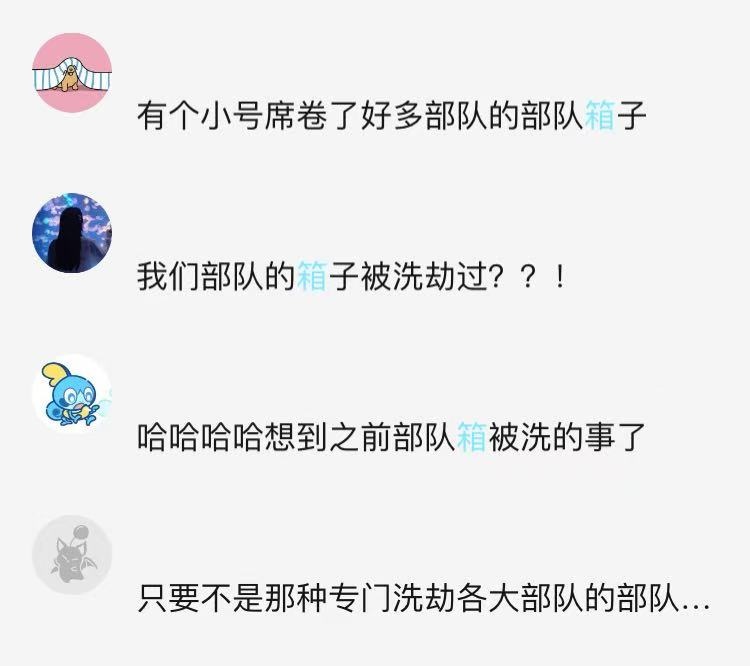 有个小号席卷了好多部队的部队箱子
我们部队的箱子被洗劫过？？！
哈哈哈哈想到之前部队箱被洗的事了
只要不是那种专门洗劫各大部队的部队...